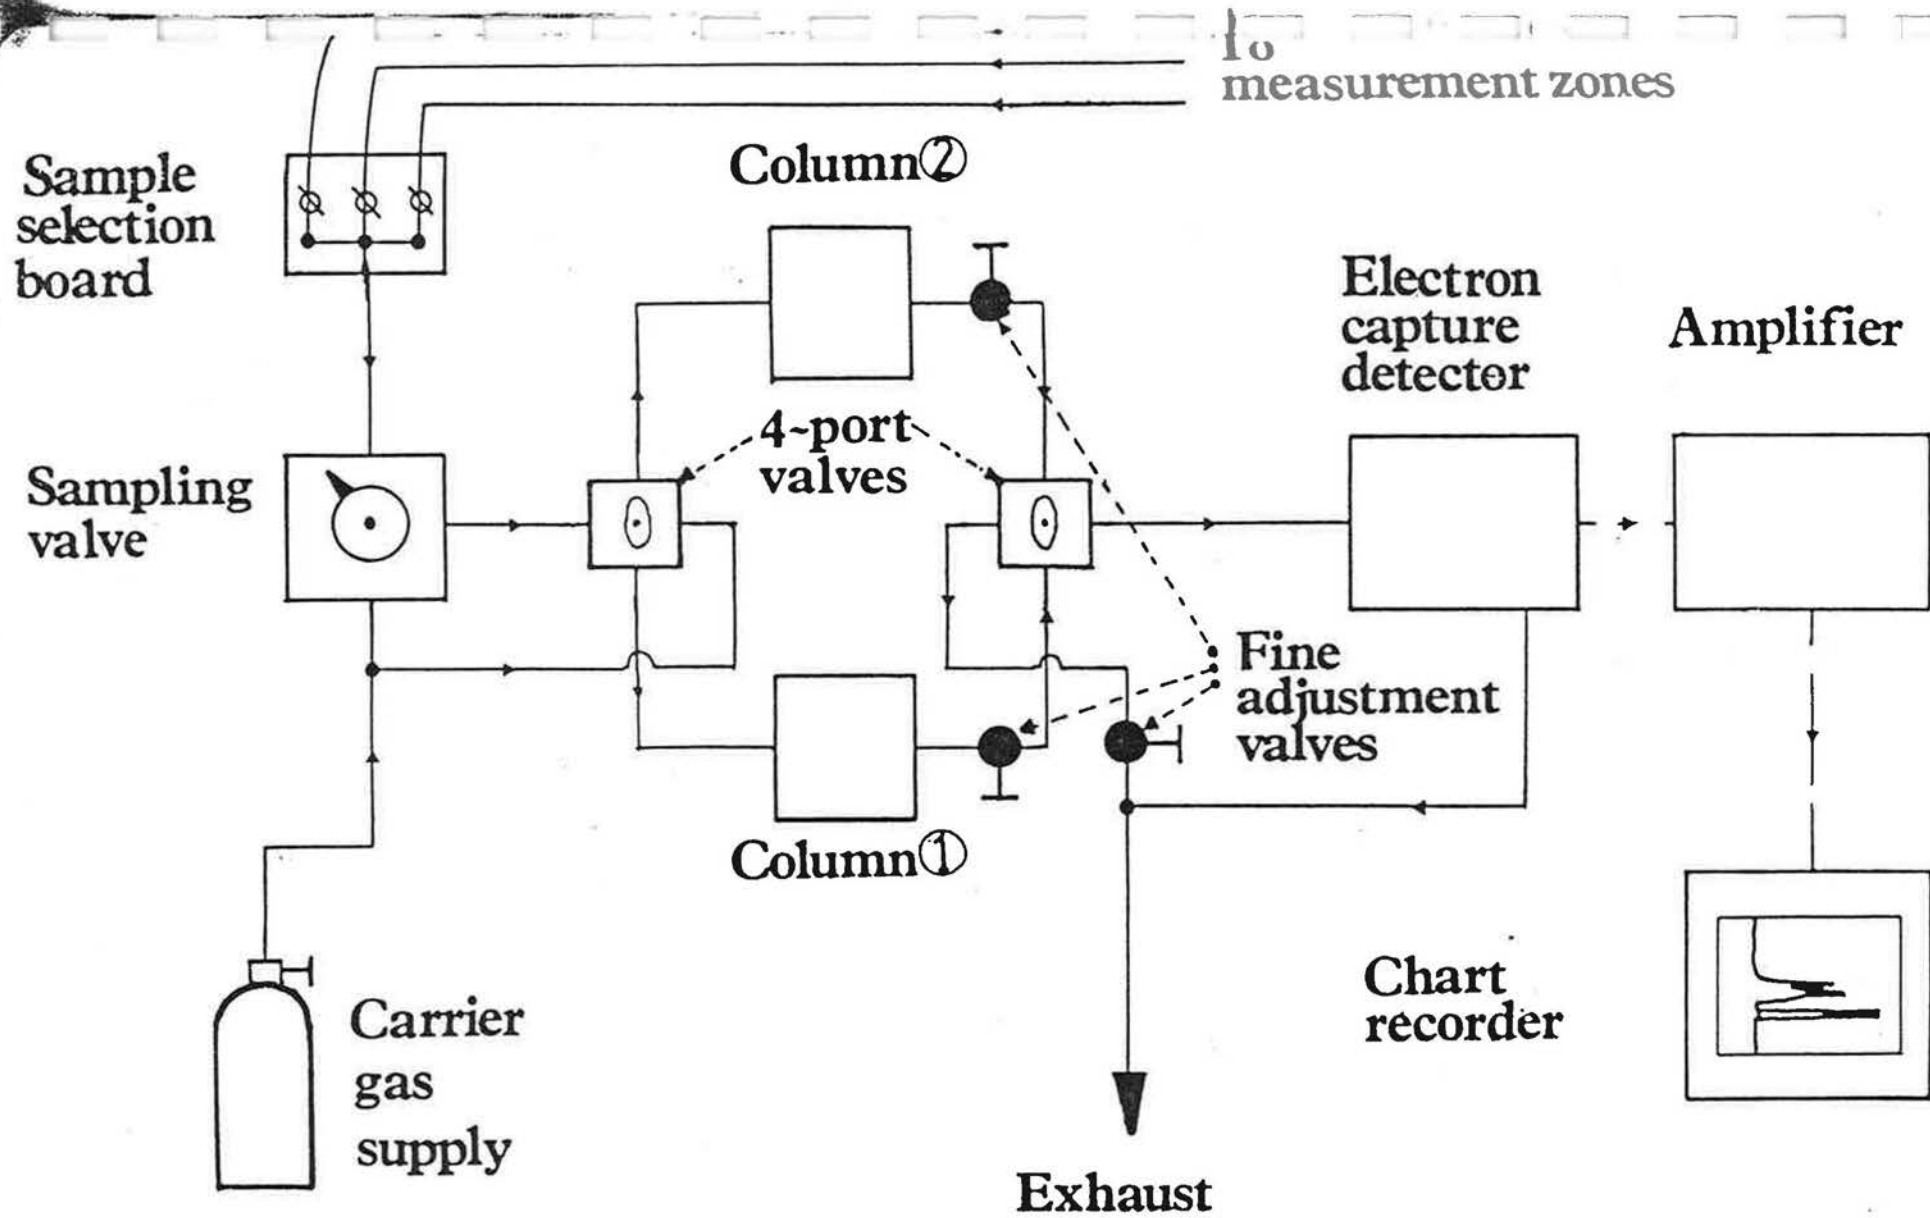 To
measurement zones
Column②
Sample
selection
board
Electron
capture
detector
Amplifier
4-port
valves
Sampling
valve
Fine
adjustment
valves
Column①
Chart
recorder
Carrier
gas
supply
Exhaust